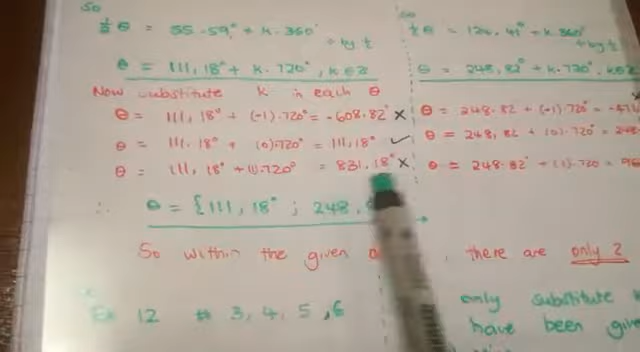 So
½θ = 55.59° + k.360°
÷ by ½
θ = 111,18° + k.720°, k∈Z
Now substitute k in each θ
θ = 111,18° + (-1).720° = -608.82° ×
θ = 111.18° + (0).720° = 111,18° ✓
θ = 111,18° + (1).720° = 831.18° ×
½θ = 124.41° + k.360°
÷ by ½
θ = 248,82° + k.720°, k∈Z
θ = 248.82 + (-1).720° =
θ = 248,82 + (0).720° =
θ = 248.82° + (1).720 =
∴ θ = {111,18° ; 248
So within the given
there are only 2
Ex 12 # 3, 4, 5, 6
only substitute
have been